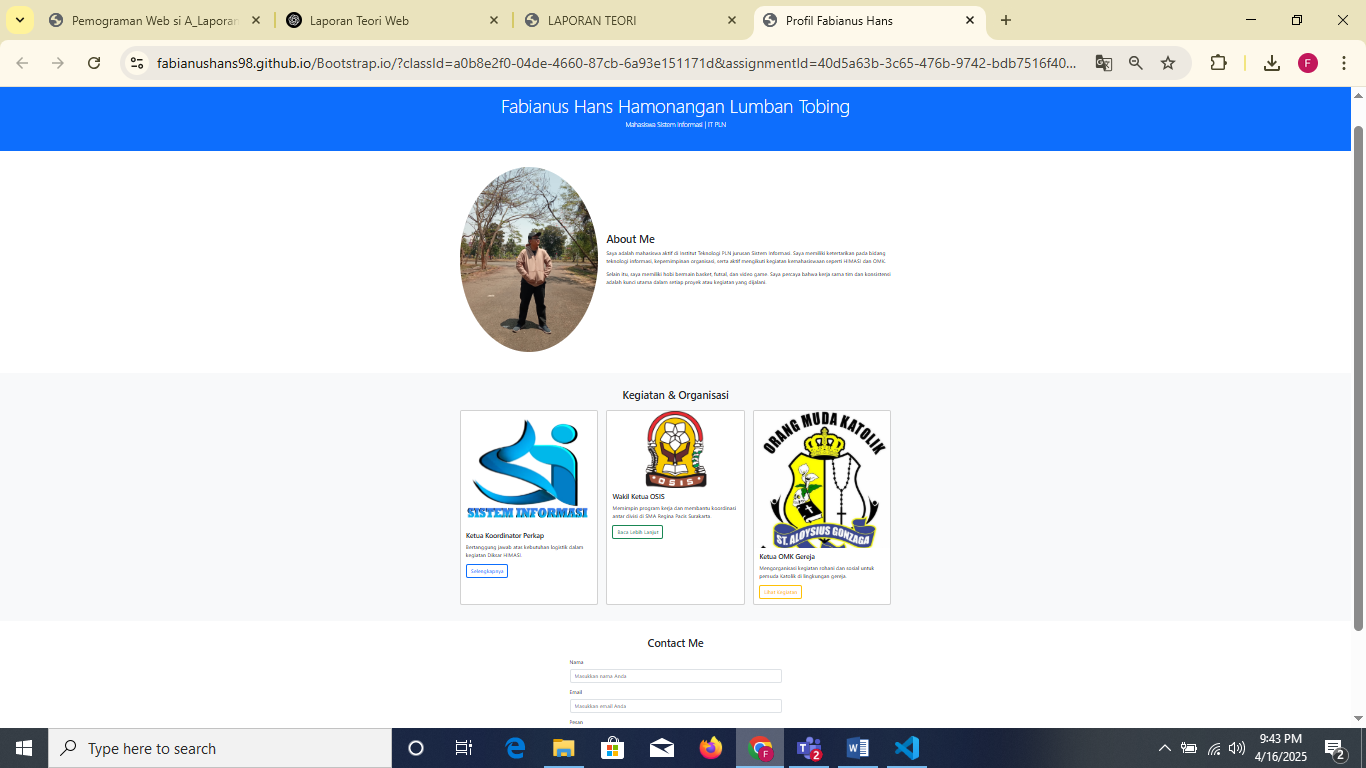 Pemograman Web si A_Laporan
Laporan Teori Web
LAPORAN TEORI
Profil Fabianus Hans
fabianushans98.github.io/Bootstrap.io/?classId=a0b8e2f0-04de-4660-87cb-6a93e151171d&assignmentId=40d5a63b-3c65-476b-9742-bdb7516f40...
F
Fabianus Hans Hamonangan Lumban Tobing
Mahasiswa Sistem Informasi | IT PLN
About Me
Saya adalah mahasiswa aktif di Institut Teknologi PLN jurusan Sistem Informasi. Saya memiliki ketertarikan pada bidang
teknologi informasi, kepemimpinan organisasi, serta aktif mengikuti kegiatan kemahasiswaan seperti HIMASI dan OMK.
Selain itu, saya memiliki hobi bermain basket, futsal, dan video game. Saya percaya bahwa kerja sama tim dan konsistensi
adalah kunci utama dalam setiap proyek atau kegiatan yang dijalani.
Kegiatan & Organisasi
SISTEM INFORMASI
Ketua Koordinator Perkap
Bertanggung jawab atas kebutuhan logistik dalam
kegiatan Diksar HIMASI.
Selengkapnya
OSIS
Wakil Ketua OSIS
Memimpin program kerja dan membantu koordinasi
antar divisi di SMA Regina Pacis Surakarta.
Baca Lebih Lanjut
ORANG MUDA KATOLIK
ST. ALOYSIUS GONZAGA
Ketua OMK Gereja
Mengorganisasi kegiatan rohani dan sosial untuk
pemuda Katolik di lingkungan gereja.
Lihat Kegiatan
Contact Me
Nama
Masukkan nama Anda
Email
Masukkan email Anda
Pesan
Type here to search
F
2
9:43 PM
4/16/2025
2